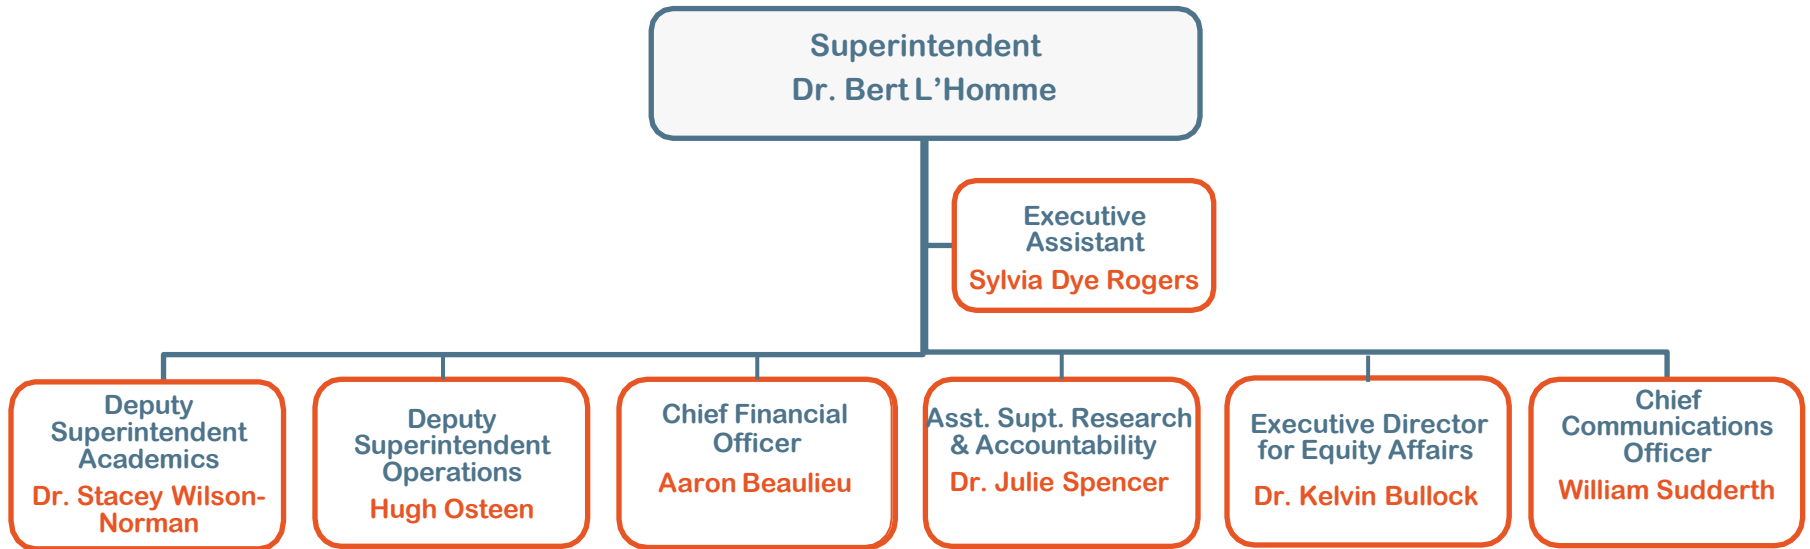 Superintendent
Dr. Bert L’Homme
Executive
Assistant
Sylvia Dye Rogers
Deputy
Superintendent
Academics
Dr. Stacey Wilson-
Norman
Deputy
Superintendent
Operations
Hugh Osteen
Chief Financial
Officer
Aaron Beaulieu
Asst. Supt. Research
& Accountability
Dr. Julie Spencer
Executive Director
for Equity Affairs
Dr. Kelvin Bullock
Chief
Communications
Officer
William Sudderth